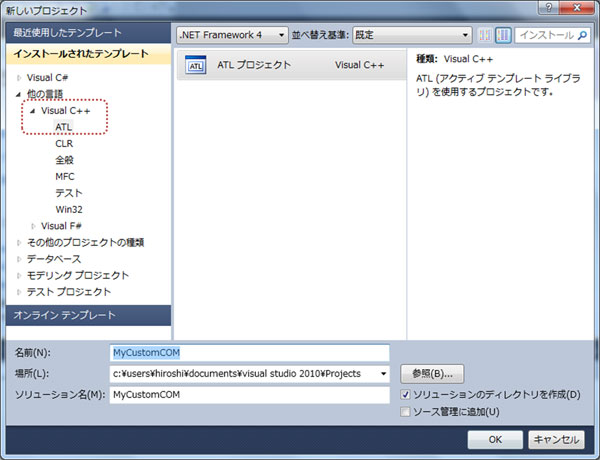 新しいプロジェクト
最近使用したテンプレート
.NET Framework 4
並べ替え基準:
既定
インストール
インストールされたテンプレート
Visual C#
他の言語
Visual C++
ATL
CLR
全般
MFC
テスト
Win32
Visual F#
その他のプロジェクトの種類
データベース
モデリング プロジェクト
テスト プロジェクト
オンライン テンプレート
ATL プロジェクト Visual C++
種類: Visual C++
ATL (アクティブ テンプレート ライブラ
リ) を使用するプロジェクトです。
名前(N): MyCustomCOM
場所(L): c:¥users¥hiroshi¥documents¥visual studio 2010¥Projects
参照(B)...
ソリューション名(M): MyCustomCOM
ソリューションのディレクトリを作成(D)
ソース管理に追加(U)
OK
キャンセル